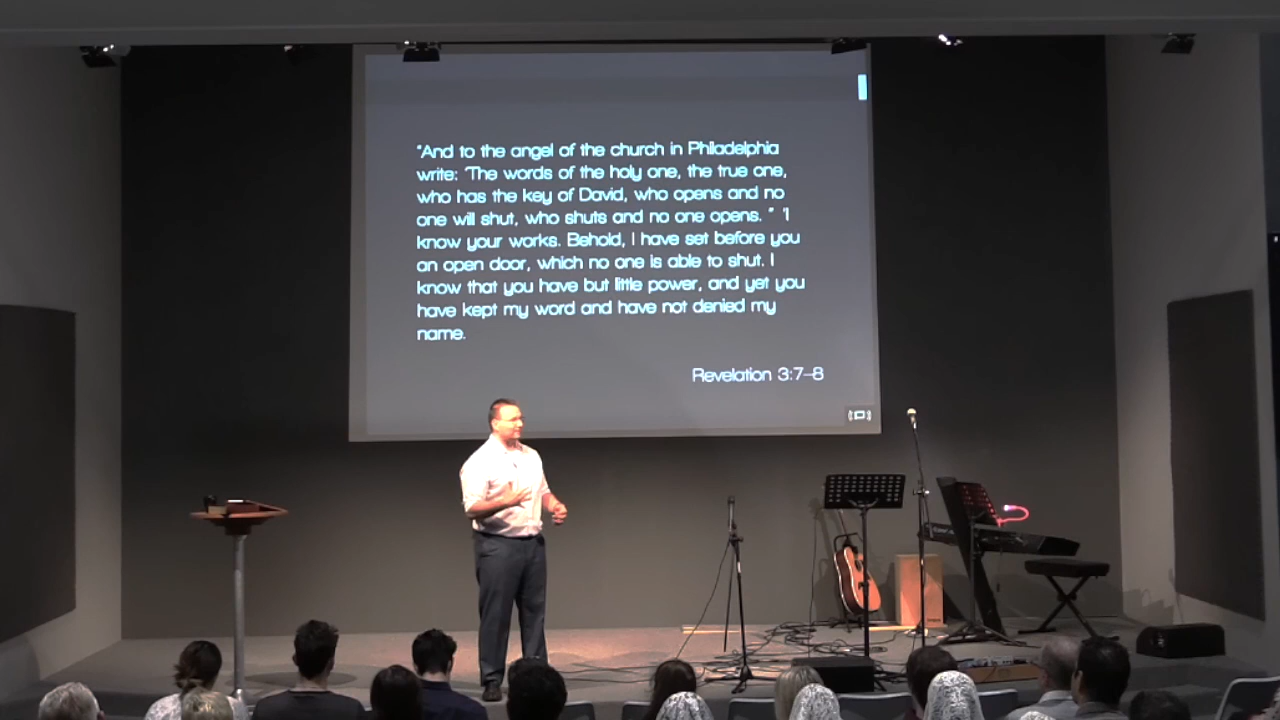 "And to the angel of the church in Philadelphia
write: 'The words of the holy one, the true one,
who has the key of David, who opens and no
one will shut, who shuts and no one opens. " 'I
know your works. Behold, I have set before you
an open door, which no one is able to shut. I
know that you have but little power, and yet you
have kept my word and have not denied my
name.
Revelation 3:7–8